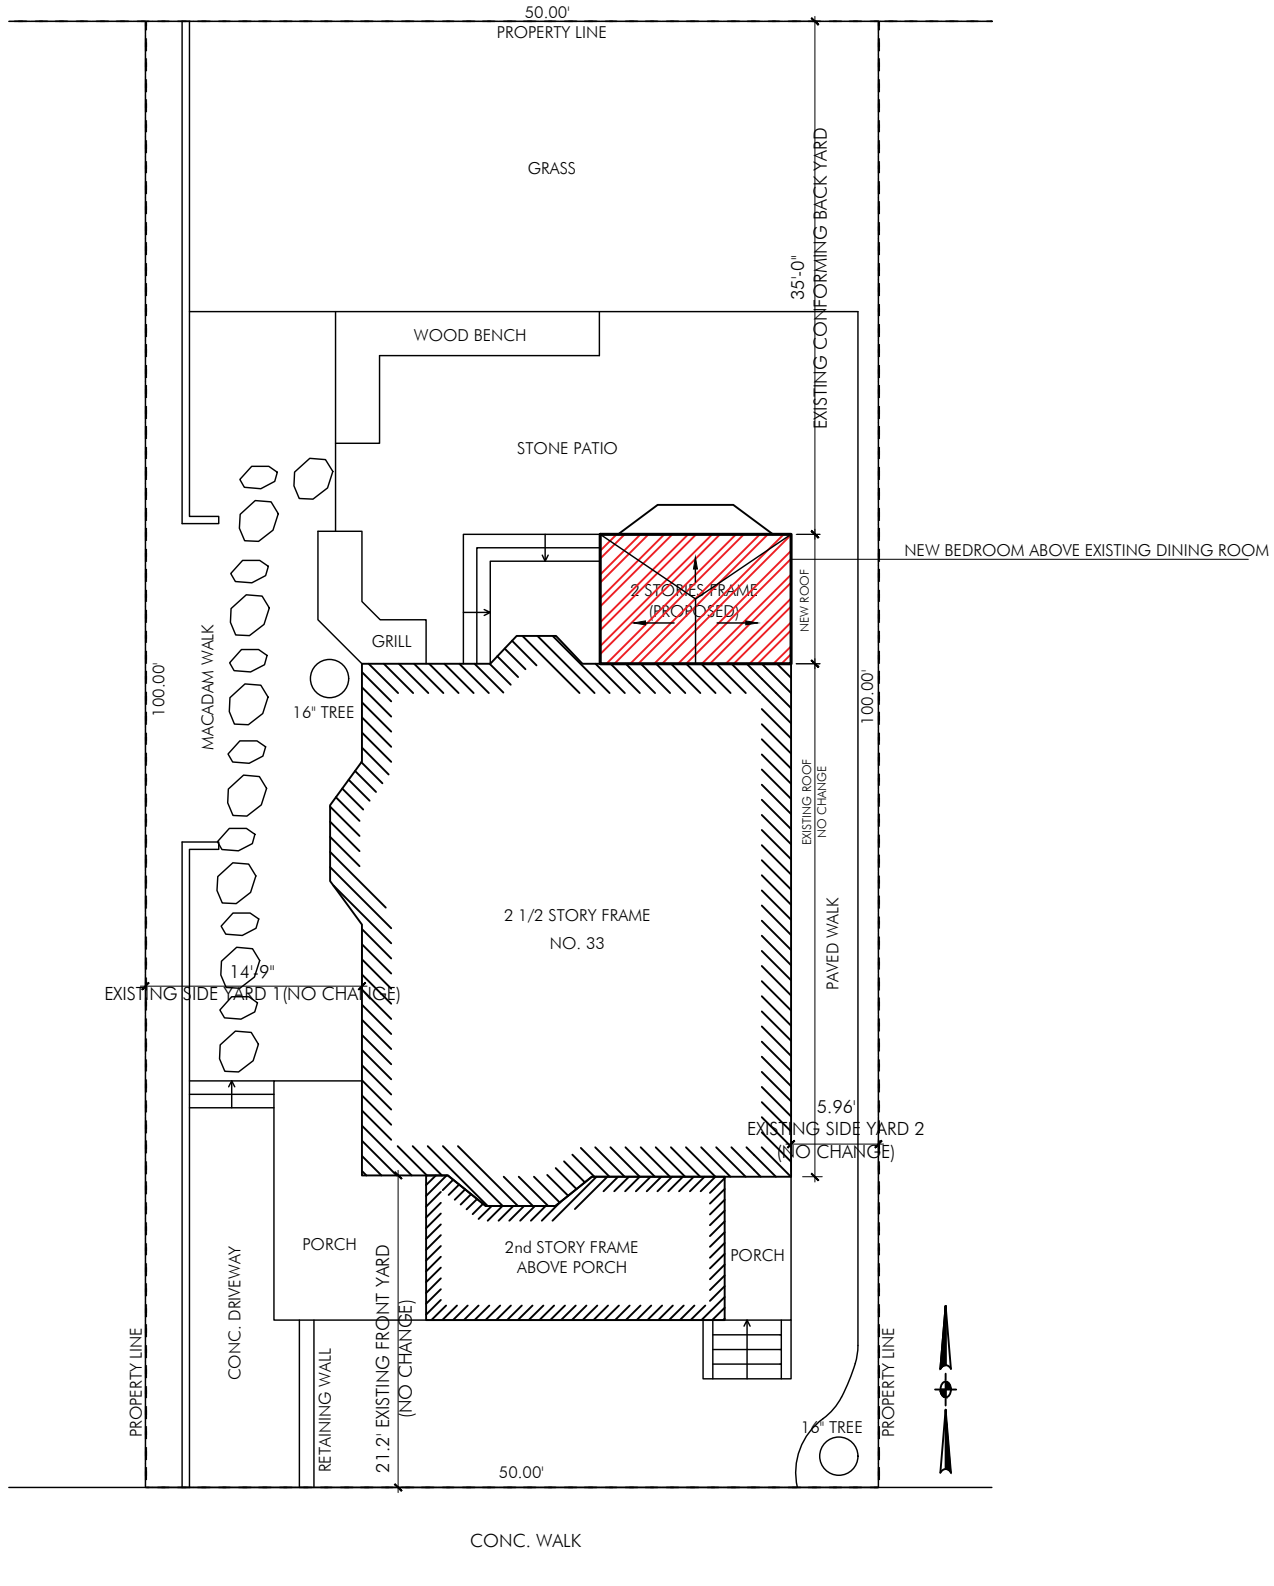 50.00'
PROPERTY LINE
GRASS
EXISTING CONFORMING BACK YARD
35'-0"
WOOD BENCH
STONE PATIO
NEW BEDROOM ABOVE EXISTING DINING ROOM
2 STORIES FRAME
(PROPOSED)
NEW ROOF
GRILL
MACADAM WALK
100.00'
100.00'
16" TREE
EXISTING ROOF
NO CHANGE
2 1/2 STORY FRAME
NO. 33
PAVED WALK
14'-9"
EXISTING SIDE YARD 1(NO CHANGE)
5.96'
EXISTING SIDE YARD 2
(NO CHANGE)
PORCH
2nd STORY FRAME
ABOVE PORCH
PORCH
CONC. DRIVEWAY
21.2' EXISTING FRONT YARD
(NO CHANGE)
PROPERTY LINE
RETAINING WALL
PROPERTY LINE
16" TREE
50.00'
CONC. WALK